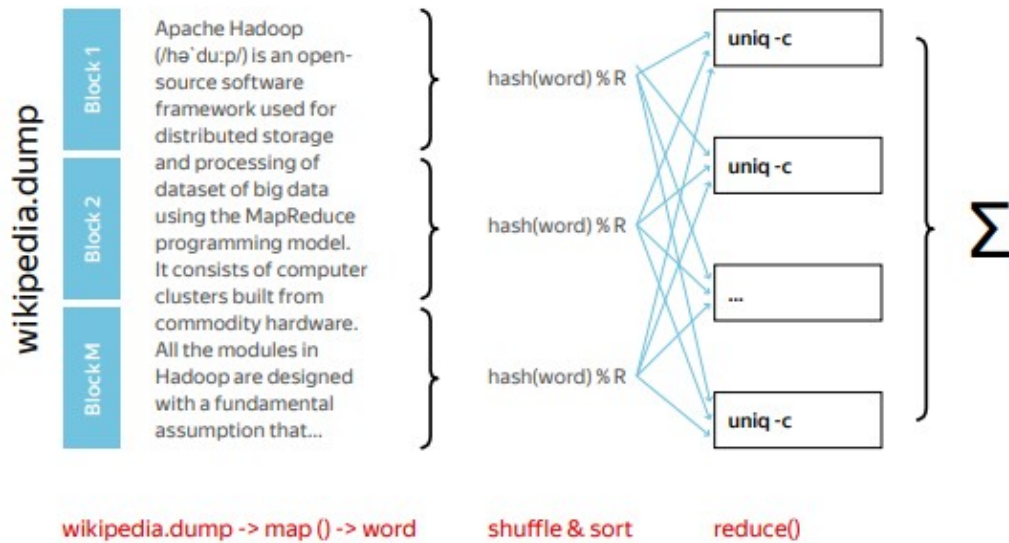 wikipedia.dump
Block 1
Block 2
Block M
Apache Hadoop
(/hə`du:p/) is an open-
source software
framework used for
distributed storage
and processing of
dataset of big data
using the MapReduce
programming model.
It consists of computer
clusters built from
commodity hardware.
All the modules in
Hadoop are designed
with a fundamental
assumption that...
hash(word) % R
hash(word) % R
hash(word) % R
uniq -c
uniq -c
...
uniq -c
Σ
wikipedia.dump -> map () -> word
shuffle & sort
reduce()